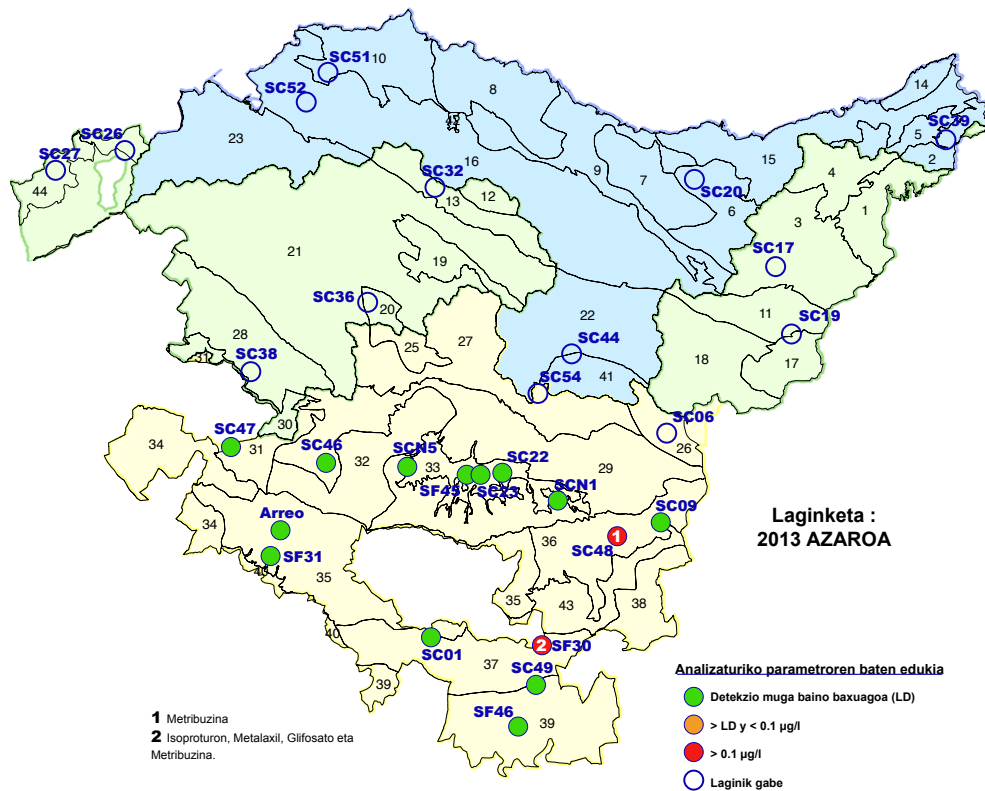 SC51
10
8
14
SC52
SC39
23
42
5
SC26
2
16
15
SC27
4
9
7
SC20
44
SC32
12
13
6
3
1
21
19
SC17
SC36
20
11
22
SC19
28
25
27
SC44
31
18
17
SC38
41
SC54
30
SC06
34
SC47
31
26
SC46
SCN5
SC22
32
33
29
SF45
SC23
SCN1
SC09
Arreo
34
36
1
SC48
Laginketa :
2013 AZAROA
SF31
40
35
35
43
38
40
SC01
2
SF30
37
SC49
39
SF46
39
Analizaturiko parametroren baten edukia
Detekzio muga baino baxuagoa (LD)
> LD y < 0.1 µg/l
> 0.1 µg/l
Laginik gabe
1 Metribuzina
2 Isoproturon, Metalaxil, Glifosato eta
Metribuzina.